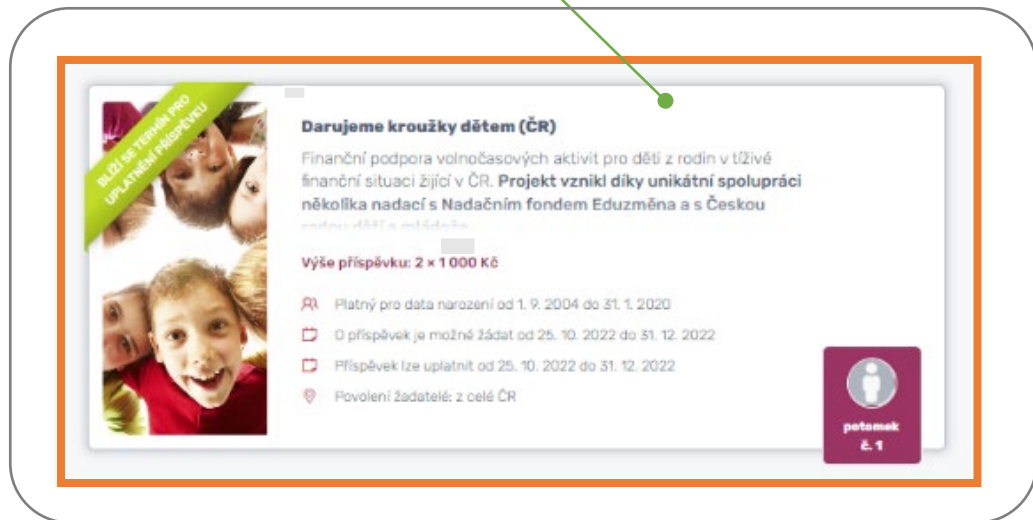 BLÍŽÍ SE TERMÍN PRO
UPLATNĚNÍ PŘÍSPĚVKU
Darujeme kroužky dětem (ČR)
Finanční podpora volnočasových aktivit pro děti z rodin v tíživé
finanční situaci žijící v ČR. Projekt vznikl díky unikátní spolupráci
několika nadací s Nadačním fondem Eduzměna a s Českou
radou dětí a mládeže
Výše příspěvku: 2 × 1 000 Kč
Platný pro data narození od 1. 9. 2004 do 31. 1. 2020
O příspěvek je možné žádat od 25. 10. 2022 do 31. 12. 2022
Příspěvek lze uplatnit od 25. 10. 2022 do 31. 12. 2022
Povolení žadatelé: z celé ČR
potomek
č. 1